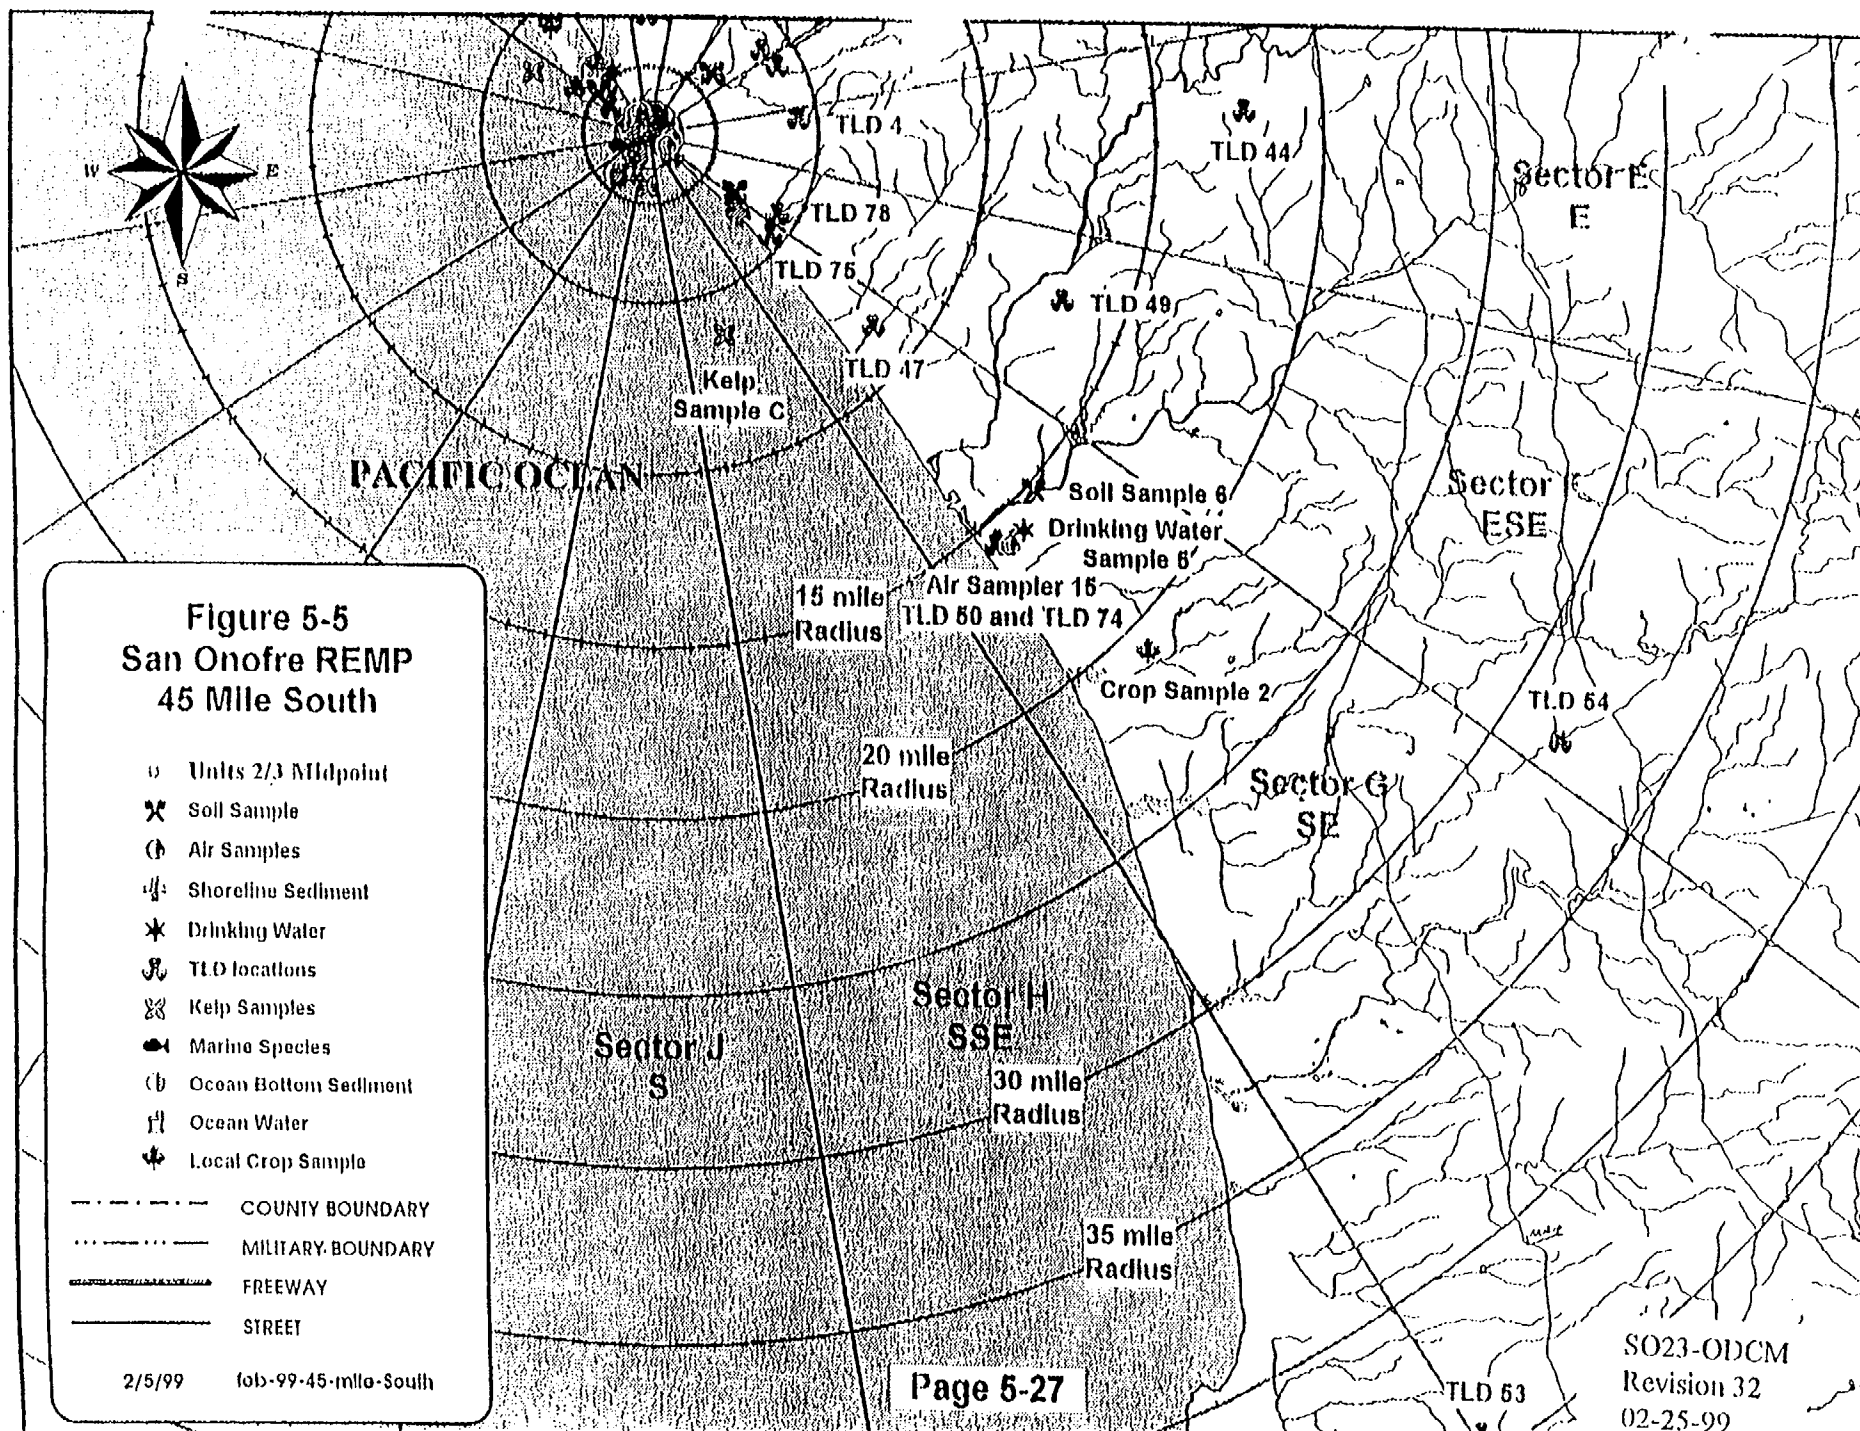 W
E
S
TLD 4
TLD 44
Sector E
E
TLD 78
TLD 75
TLD 49
TLD 47
Kelp
Sample C
PACIFIC OCEAN
Sector F
ESE
Soil Sample 6
Drinking Water
Sample 5
Air Sampler 15
TLD 50 and TLD 74
15 mile
Radius
Crop Sample 2
TLD 54
20 mile
Radius
Sector G
SE
Sector H
SSE
Sector J
S
30 mile
Radius
35 mile
Radius
TLD 53
Figure 5-5
San Onofre REMP
45 Mile South
Units 2/3 Midpoint
Soil Sample
Air Samples
Shoreline Sediment
Drinking Water
TLD locations
Kelp Samples
Marine Species
Ocean Bottom Sediment
Ocean Water
Local Crop Sample
COUNTY BOUNDARY
MILITARY BOUNDARY
FREEWAY
STREET
2/5/99 fob-99-45-mile-South
Page 5-27
SO23-ODCM
Revision 32
02-25-99